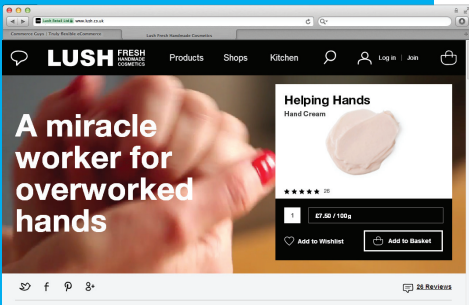 Lush Retail Ltd www.lush.co.uk
Commerce Guys : Truly flexible eCommerce
Lush Fresh Handmade Cosmetics
LUSH FRESH HANDMADE COSMETICS
Products
Shops
Kitchen
Log in | Join
A miracle
worker for
overworked
hands
Helping Hands
Hand Cream
★★★★★ 26
1
£7.50 / 100g
Add to Wishlist
Add to Basket
26 Reviews